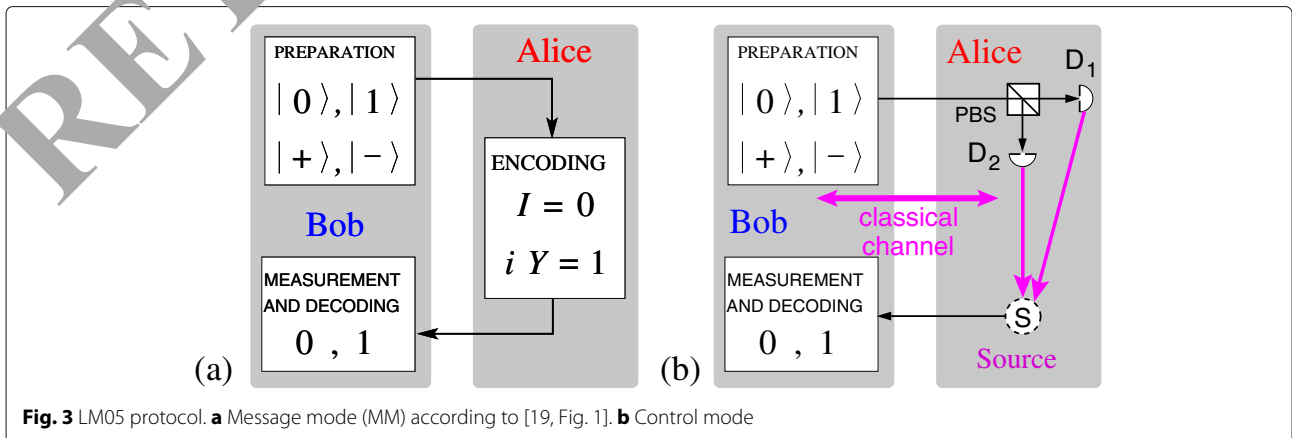 RE
PREPARATION
| 0 ⟩, | 1 ⟩
| + ⟩, | − ⟩
Alice
ENCODING
I = 0
i Y = 1
Bob
MEASUREMENT
AND DECODING
0 , 1
(a)
PREPARATION
| 0 ⟩, | 1 ⟩
| + ⟩, | − ⟩
Alice
D1
PBS
D2
classical
channel
Bob
MEASUREMENT
AND DECODING
0 , 1
S
Source
(b)
Fig. 3 LM05 protocol. a Message mode (MM) according to [19, Fig. 1]. b Control mode